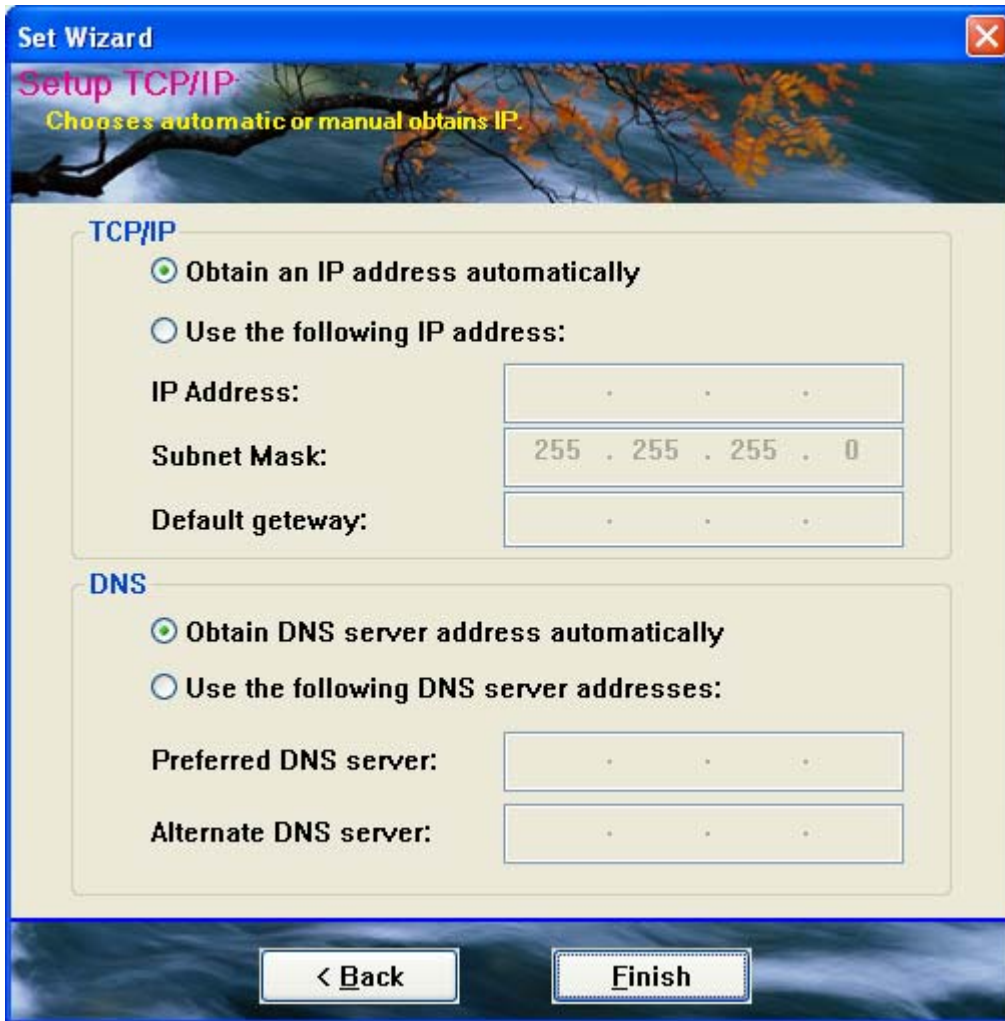 Set Wizard
Setup TCP/IP:
Chooses automatic or manual obtains IP.
TCP/IP
Obtain an IP address automatically
Use the following IP address:
IP Address: . . .
Subnet Mask: 255 . 255 . 255 . 0
Default geteway: . . .
DNS
Obtain DNS server address automatically
Use the following DNS server addresses:
Preferred DNS server: . . .
Alternate DNS server: . . .
< Back Finish